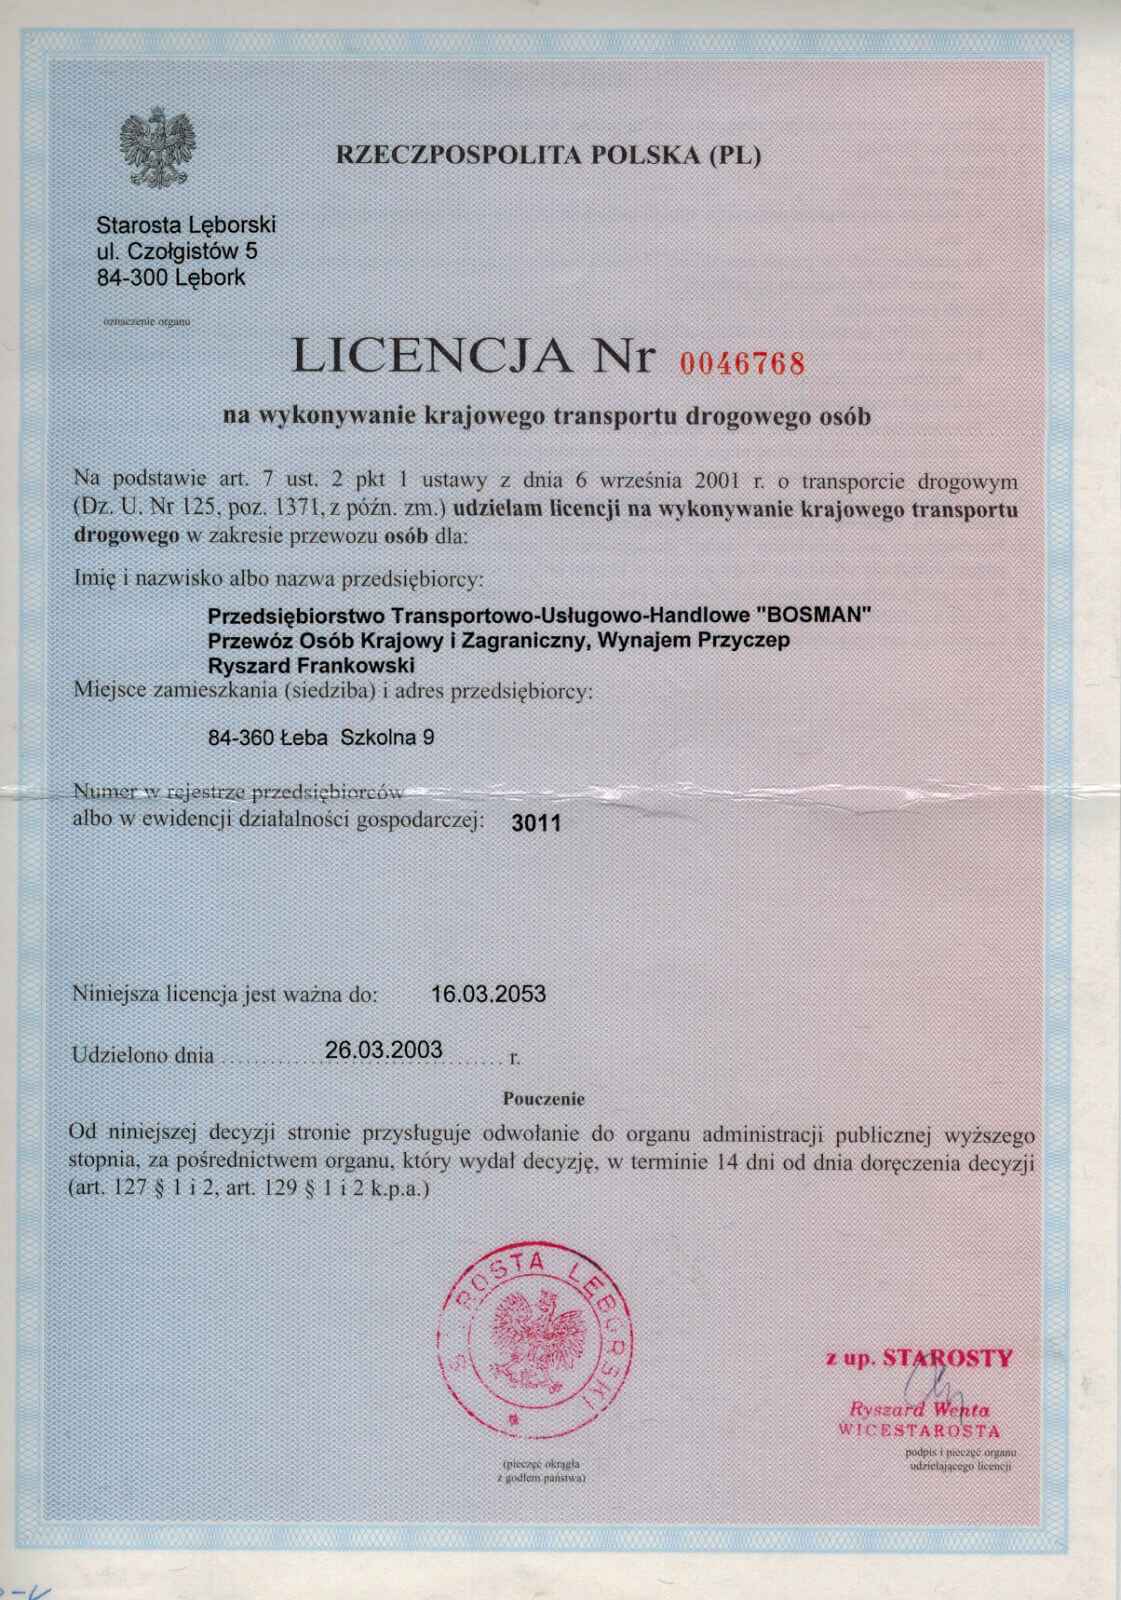 RZECZPOSPOLITA POLSKA (PL)
Starosta Lęborski
ul. Czołgistów 5
84-300 Lębork
oznaczenie organu
LICENCJA Nr 0046768
na wykonywanie krajowego transportu drogowego osób
Na podstawie art. 7 ust. 2 pkt 1 ustawy z dnia 6 września 2001 r. o transporcie drogowym
(Dz. U. Nr 125, poz. 1371, z późn. zm.) udzielam licencji na wykonywanie krajowego transportu
drogowego w zakresie przewozu osób dla:
Imię i nazwisko albo nazwa przedsiębiorcy:
Przedsiębiorstwo Transportowo-Usługowo-Handlowe "BOSMAN"
Przewóz Osób Krajowy i Zagraniczny, Wynajem Przyczep
Ryszard Frankowski
Miejsce zamieszkania (siedziba) i adres przedsiębiorcy:
84-360 Łeba Szkolna 9
Numer w rejestrze przedsiębiorców
albo w ewidencji działalności gospodarczej: 3011
Niniejsza licencja jest ważna do: 16.03.2053
Udzielono dnia 26.03.2003 r.
Pouczenie
Od niniejszej decyzji stronie przysługuje odwołanie do organu administracji publicznej wyższego
stopnia, za pośrednictwem organu, który wydał decyzję, w terminie 14 dni od dnia doręczenia decyzji
(art. 127 § 1 i 2, art. 129 § 1 i 2 k.p.a.)
S ROSTA LĘBORSKI
z up. STAROSTY
Ryszard Wenta
WICESTAROSTA
podpis i pieczęć organu
udzielającego licencji
(pieczęć okrągła
z godłem państwa)